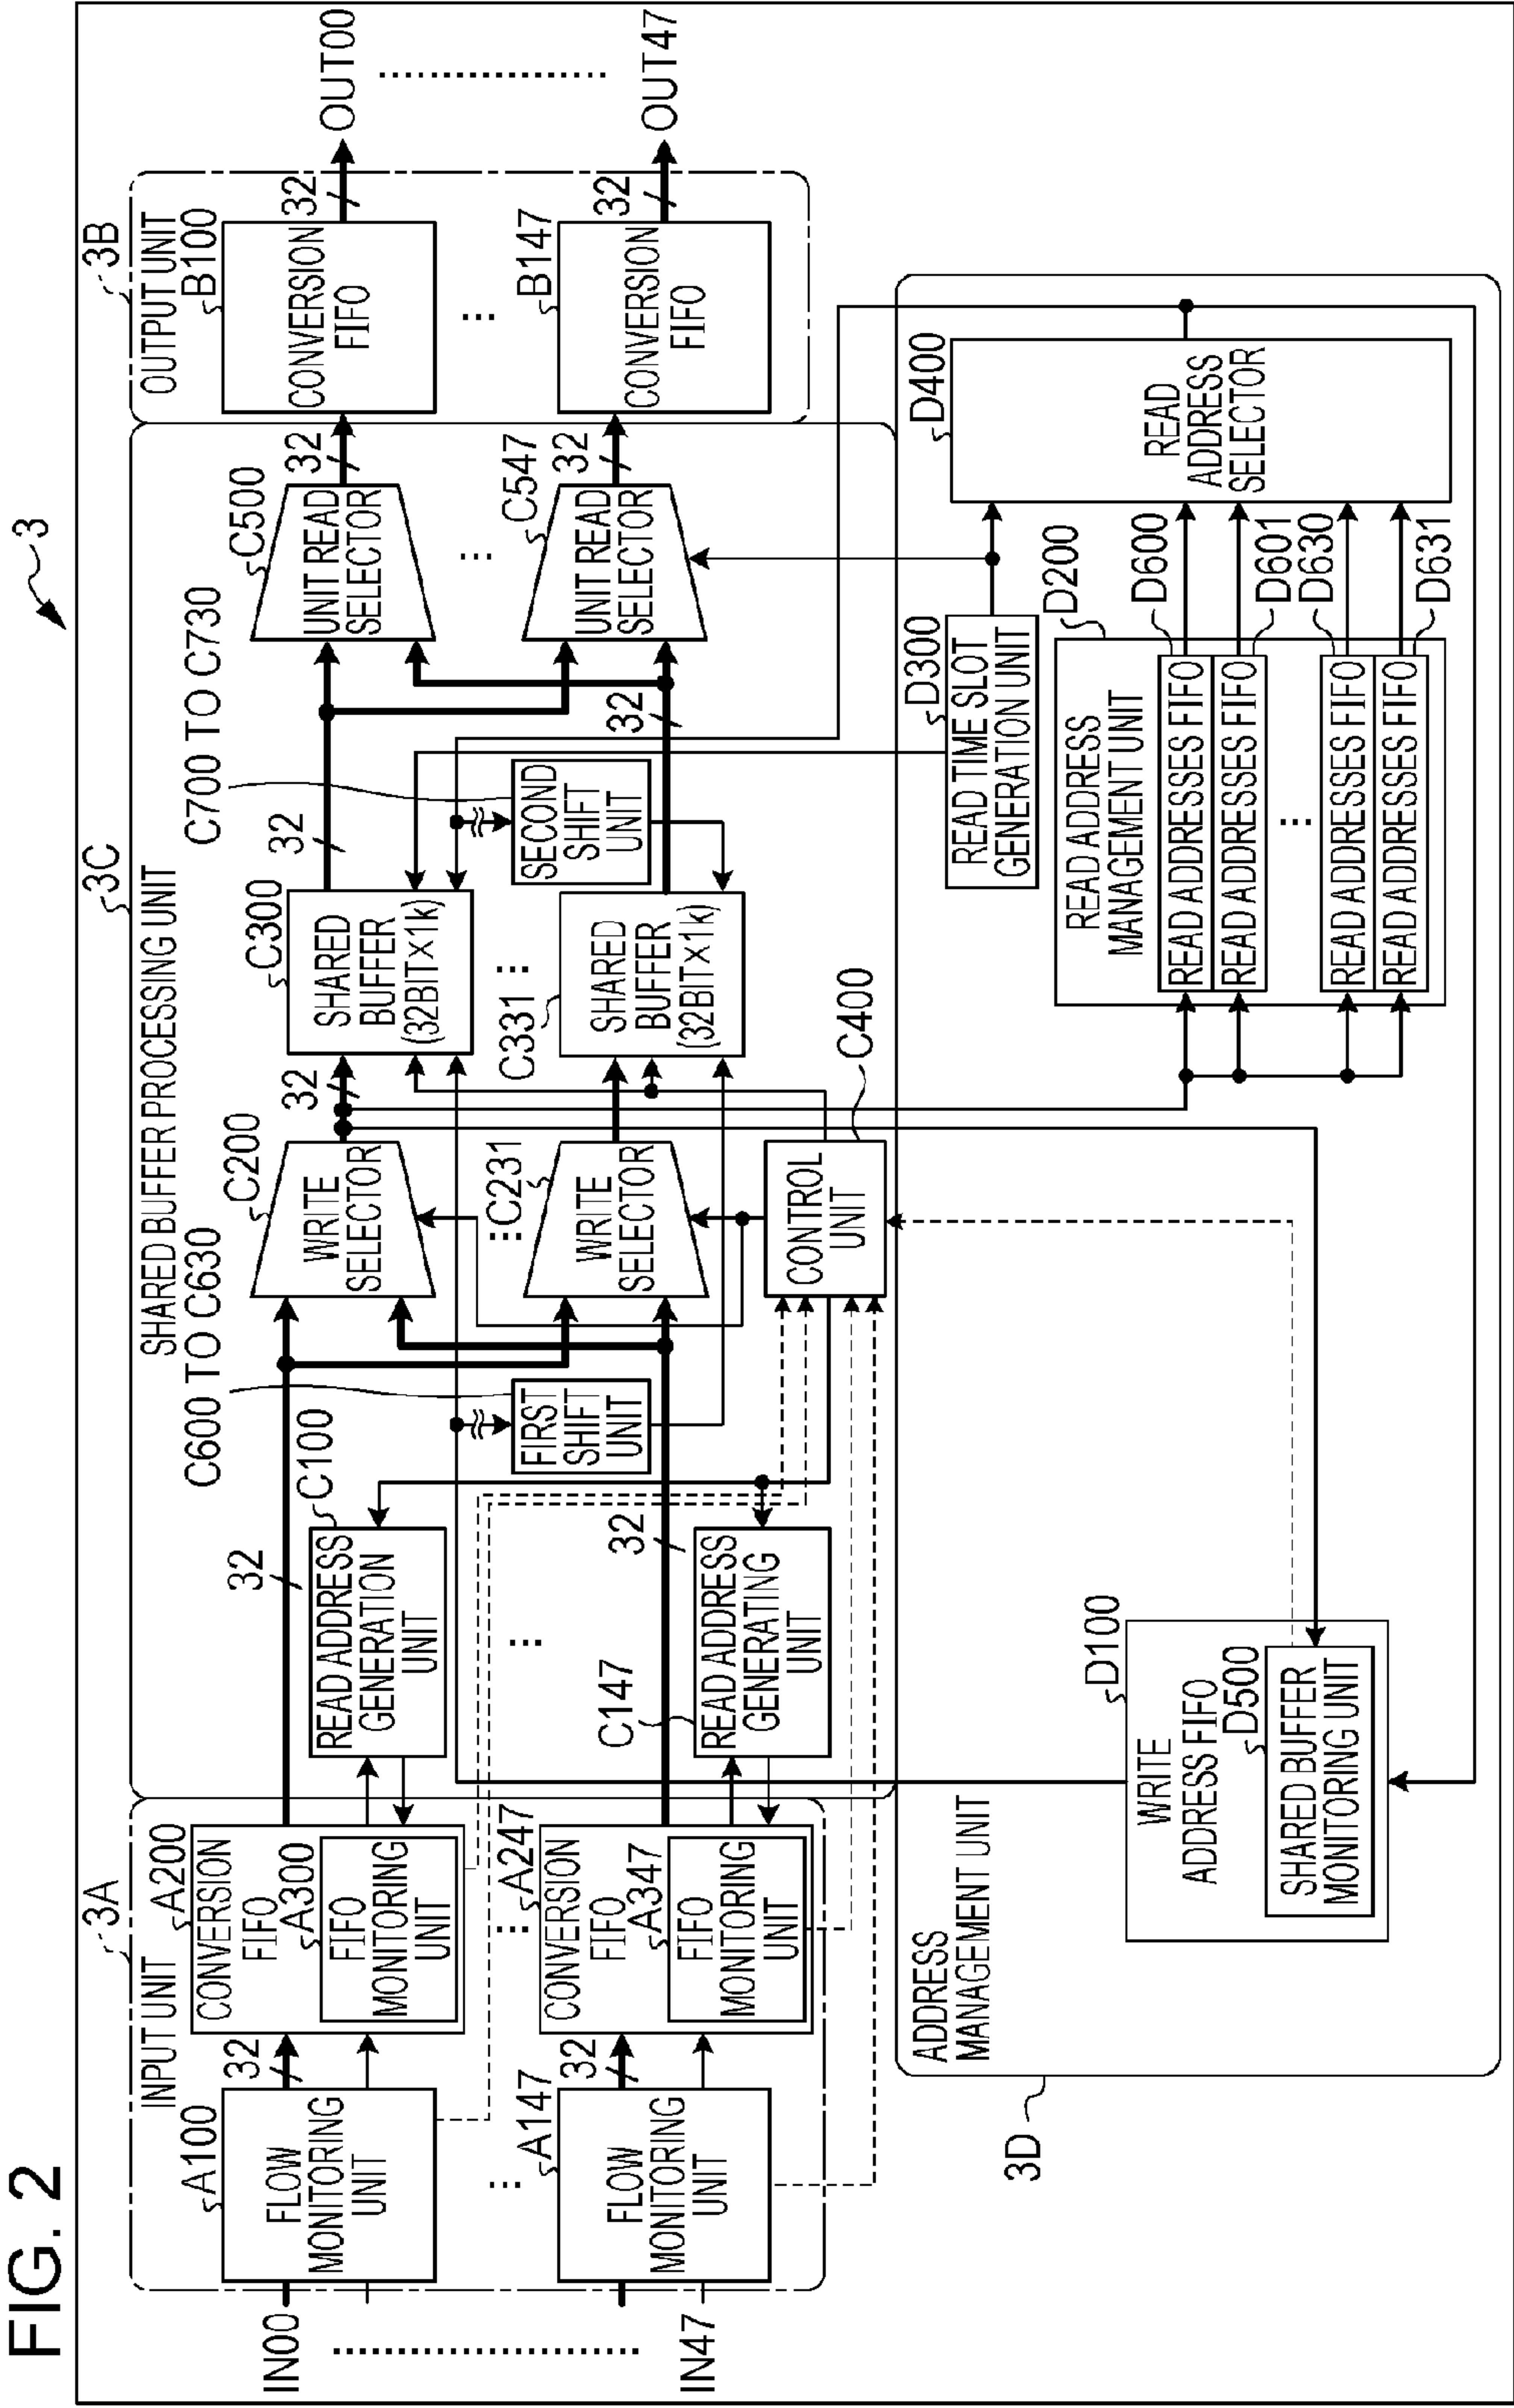 FIG. 2
3
3A
INPUT UNIT
IN00
IN47
A100
FLOW
MONITORING
UNIT
32
A147
FLOW
MONITORING
UNIT
32
A200
CONVERSION
FIFO
A300
FIFO
MONITORING
UNIT
A247
CONVERSION
FIFO
A347
FIFO
MONITORING
UNIT
3C
SHARED BUFFER PROCESSING UNIT
32
C100
READ ADDRESS
GENERATION
UNIT
32
C147
READ ADDRESS
GENERATING
UNIT
C600 TO C630
FIRST
SHIFT
UNIT
C200
WRITE
SELECTOR
32
C231
WRITE
SELECTOR
CONTROL
UNIT
C400
C300
SHARED
BUFFER
(32BIT×1k)
32
C331
SHARED
BUFFER
(32BIT×1k)
32
C700 TO C730
SECOND
SHIFT
UNIT
C500
UNIT READ
SELECTOR
32
C547
UNIT READ
SELECTOR
32
3B
OUTPUT UNIT
B100
CONVERSION
FIFO
32
OUT00
B147
CONVERSION
FIFO
32
OUT47
3D
ADDRESS
MANAGEMENT UNIT
D100
WRITE
ADDRESS FIFO
D500
SHARED BUFFER
MONITORING UNIT
D300
READ TIME SLOT
GENERATION UNIT
D200
READ ADDRESS
MANAGEMENT UNIT
READ ADDRESSES FIFO
D600
READ ADDRESSES FIFO
D601
READ ADDRESSES FIFO
D630
READ ADDRESSES FIFO
D631
D400
READ
ADDRESS
SELECTOR